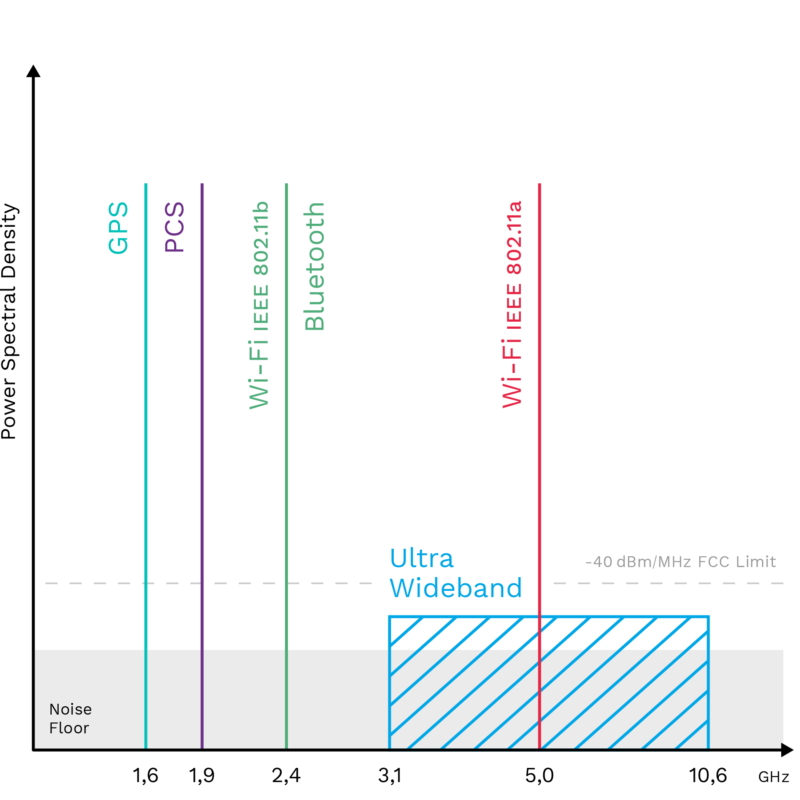 Power Spectral Density
GPS
PCS
Wi-Fi IEEE 802.11b
Bluetooth
Wi-Fi IEEE 802.11a
Ultra
Wideband
-40 dBm/MHz FCC Limit
Noise
Floor
1,6 1,9 2,4 3,1 5,0 10,6 GHz